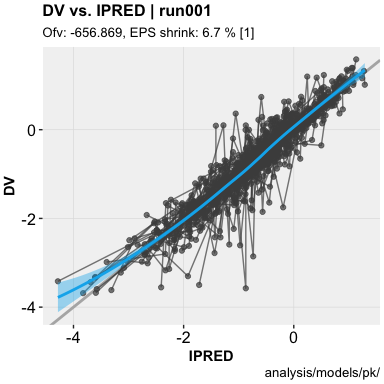 DV vs. IPRED | run001
Ofv: -656.869, EPS shrink: 6.7 % [1]
0
-2
-4
DV
-4 -2 0
IPRED
analysis/models/pk/